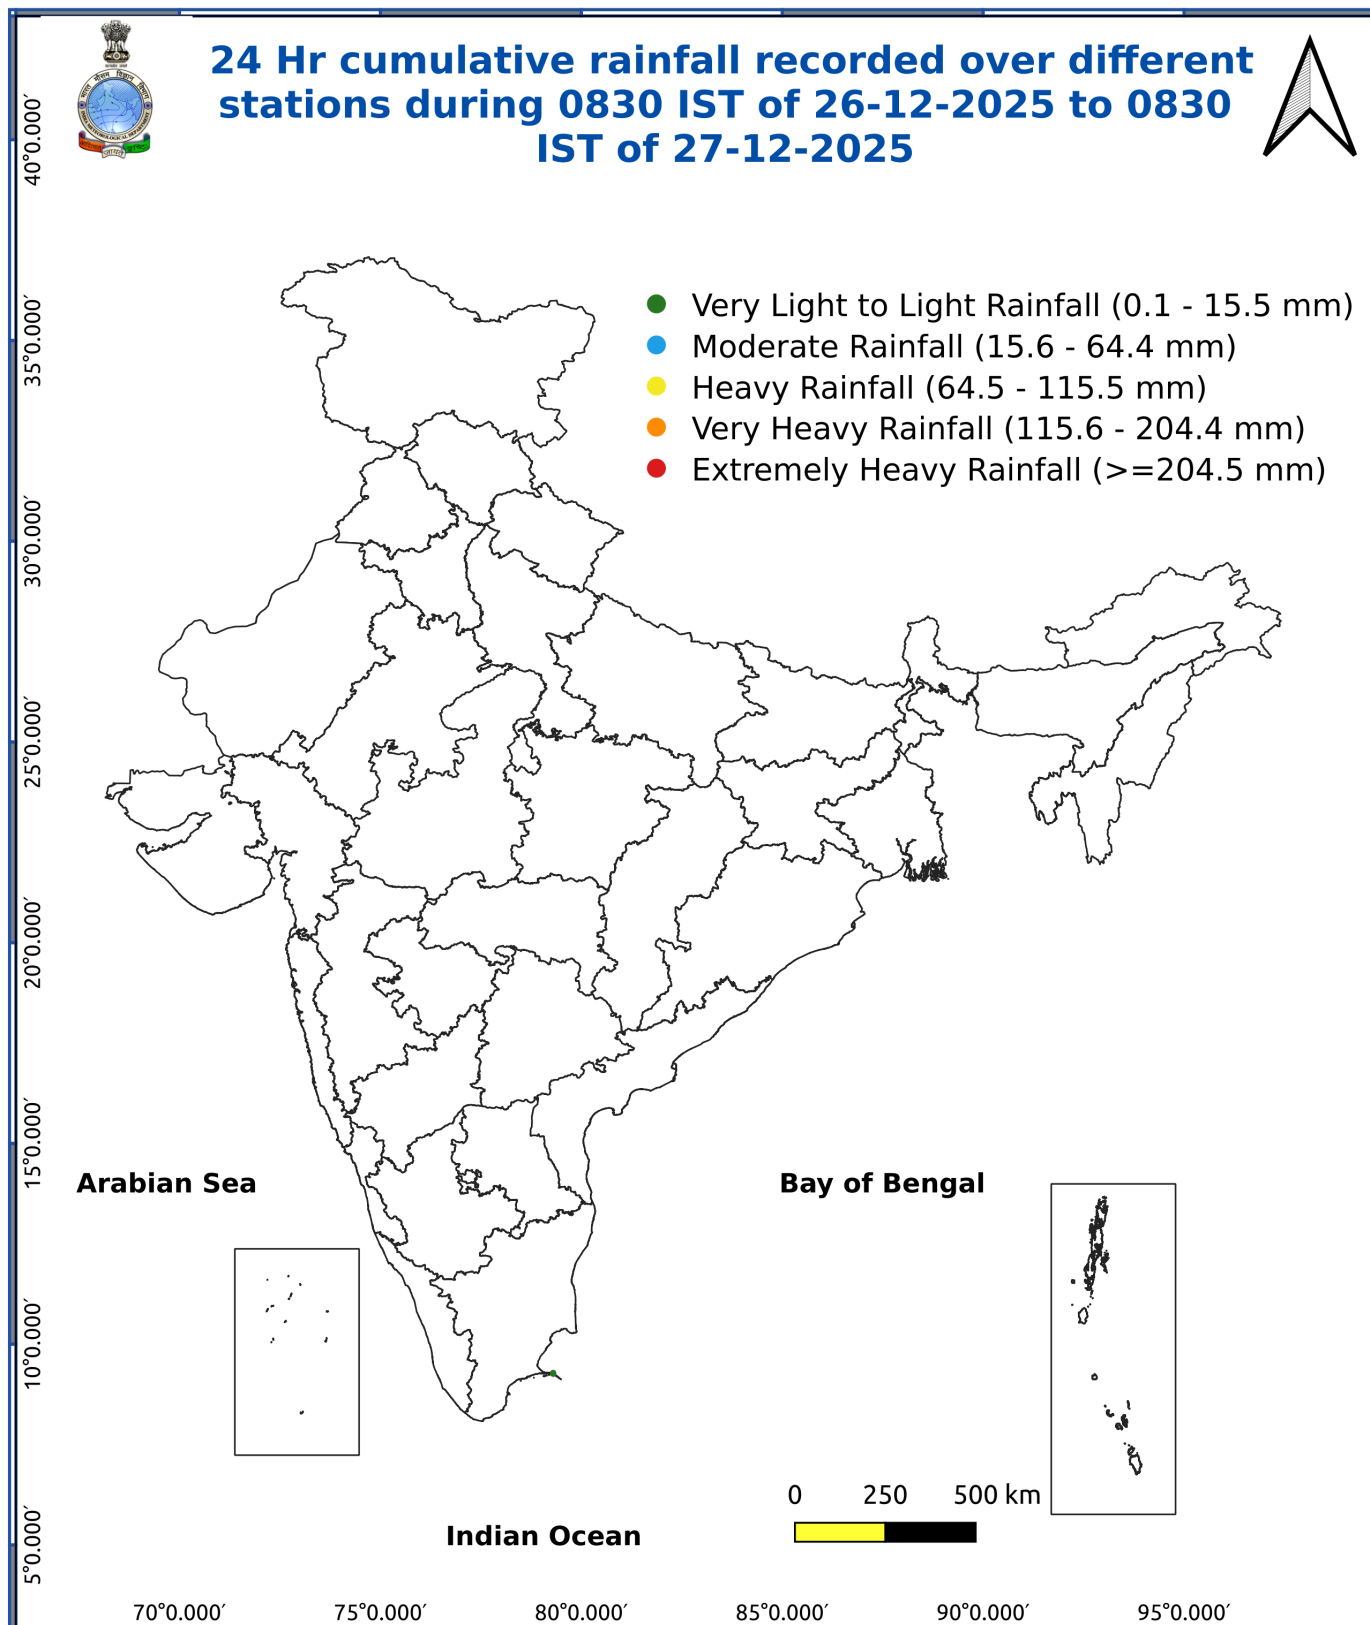 24 Hr cumulative rainfall recorded over different
stations during 0830 IST of 26-12-2025 to 0830
IST of 27-12-2025
Very Light to Light Rainfall (0.1 - 15.5 mm)
Moderate Rainfall (15.6 - 64.4 mm)
Heavy Rainfall (64.5 - 115.5 mm)
Very Heavy Rainfall (115.6 - 204.4 mm)
Extremely Heavy Rainfall (>=204.5 mm)
40°0.000′
35°0.000′
30°0.000′
25°0.000′
20°0.000′
15°0.000′
10°0.000′
5°0.000′
Arabian Sea
Bay of Bengal
Indian Ocean
0 250 500 km
70°0.000′ 75°0.000′ 80°0.000′ 85°0.000′ 90°0.000′ 95°0.000′